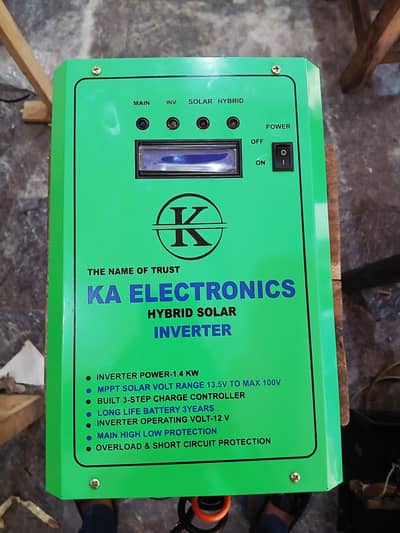 MAIN INV SOLAR HYBRID
POWER
OFF
ON
K
THE NAME OF TRUST
KA ELECTRONICS
HYBRID SOLAR
INVERTER
INVERTER POWER-1.4 KW
MPPT SOLAR VOLT RANGE 13.5V TO MAX 100V
BUILT 3-STEP CHARGE CONTROLLER
LONG LIFE BATTERY 3YEARS
INVERTER OPERATING VOLT-12 V
MAIN HIGH LOW PROTECTION
OVERLOAD & SHORT CIRCUIT PROTECTION